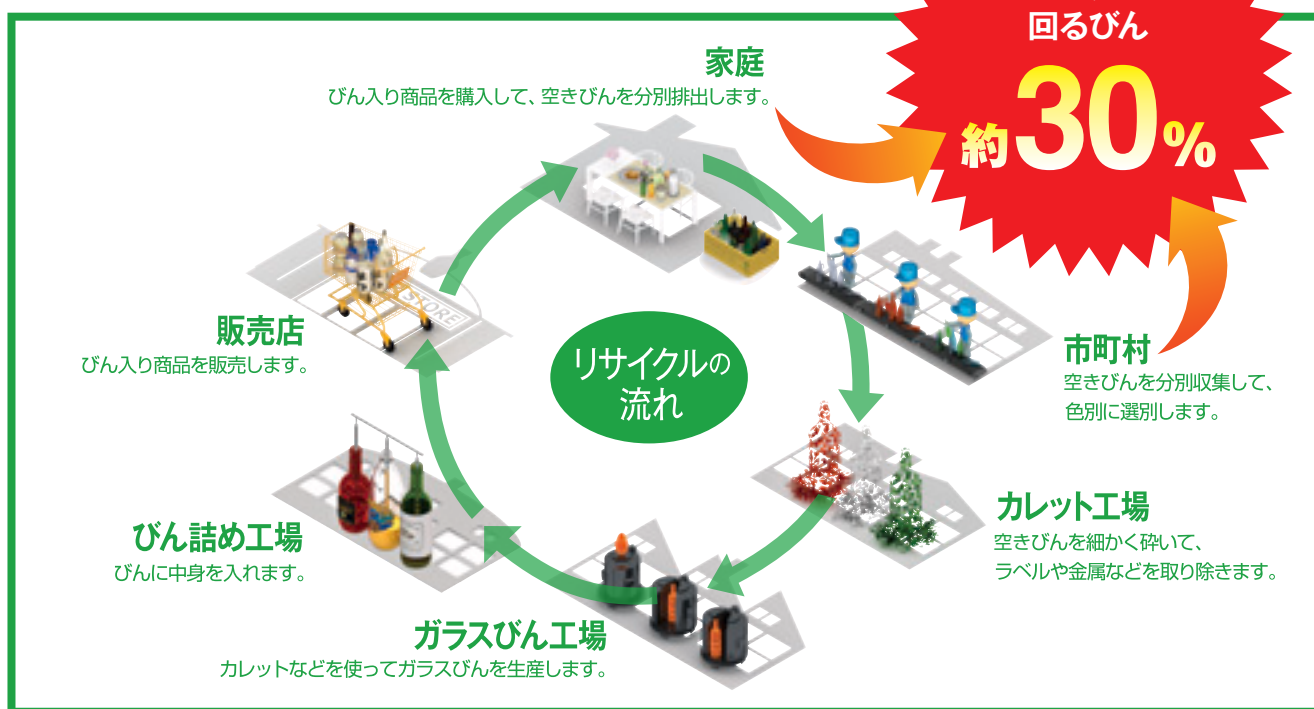 回るびん
約30%
家庭
びん入り商品を購入して、空きびんを分別排出します。
市町村
空きびんを分別収集して、
色別に選別します。
カレット工場
空きびんを細かく砕いて、
ラベルや金属などを取り除きます。
ガラスびん工場
カレットなどを使ってガラスびんを生産します。
びん詰め工場
びんに中身を入れます。
販売店
びん入り商品を販売します。
STORE
リサイクルの
流れ